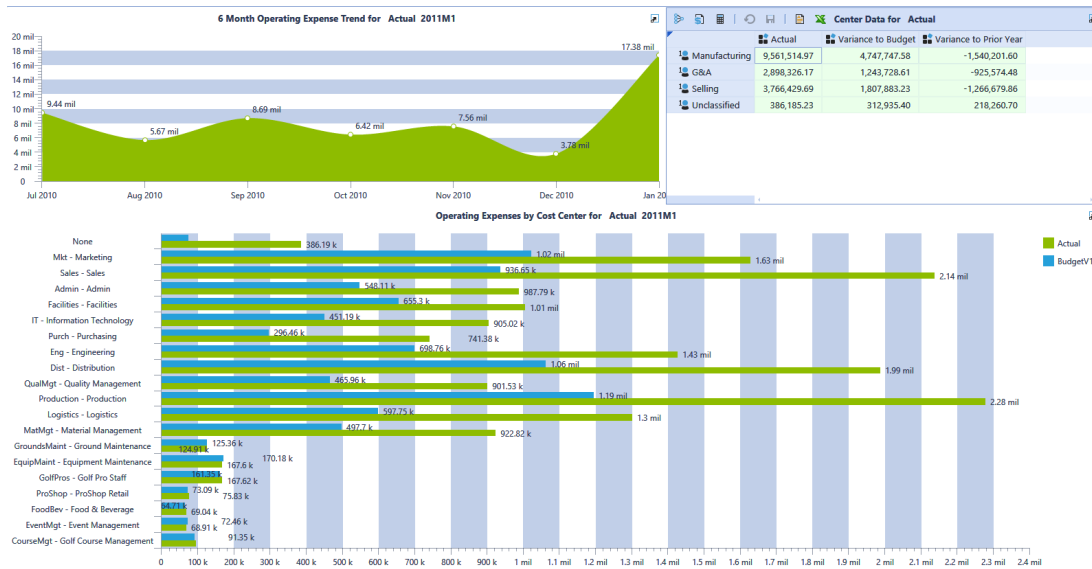 6 Month Operating Expense Trend for Actual 2011M1
20 mil
18 mil
16 mil
14 mil
12 mil
10 mil
8 mil
6 mil
4 mil
2 mil
0
9.44 mil
5.67 mil
8.69 mil
6.42 mil
7.56 mil
3.78 mil
17.38 mil
Jul 2010
Aug 2010
Sep 2010
Oct 2010
Nov 2010
Dec 2010
Jan 20
Center Data for Actual
Actual Variance to Budget Variance to Prior Year
Manufacturing 9,561,514.97 4,747,747.58 -1,540,201.60
G&A 2,898,326.17 1,243,728.61 -925,574.48
Selling 3,766,429.69 1,807,883.23 -1,266,679.86
Unclassified 386,185.23 312,935.40 218,260.70
Operating Expenses by Cost Center for Actual 2011M1
Actual
BudgetV1
None 386.19 k
Mkt - Marketing 1.02 mil 1.63 mil
Sales - Sales 936.65 k 2.14 mil
Admin - Admin 548.11 k 987.79 k
Facilities - Facilities 655.3 k 1.01 mil
IT - Information Technology 451.19 k 905.02 k
Purch - Purchasing 296.46 k 741.38 k
Eng - Engineering 698.76 k 1.43 mil
Dist - Distribution 1.06 mil 1.99 mil
QualMgt - Quality Management 465.96 k 901.53 k
Production - Production 1.19 mil 2.28 mil
Logistics - Logistics 597.75 k 1.3 mil
MatMgt - Material Management 497.7 k 922.82 k
GroundsMaint - Ground Maintenance 125.36 k 124.91 k
EquipMaint - Equipment Maintenance 170.18 k 167.6 k
GolfPros - Golf Pro Staff 161.35 k 167.62 k
ProShop - ProShop Retail 73.09 k 75.83 k
FoodBev - Food & Beverage 64.71 k 69.04 k
EventMgt - Event Management 72.46 k 68.91 k
CourseMgt - Golf Course Management 91.35 k
0 100 k 200 k 300 k 400 k 500 k 600 k 700 k 800 k 900 k 1 mil 1.1 mil 1.2 mil 1.3 mil 1.4 mil 1.5 mil 1.6 mil 1.7 mil 1.8 mil 1.9 mil 2 mil 2.1 mil 2.2 mil 2.3 mil 2.4 mil